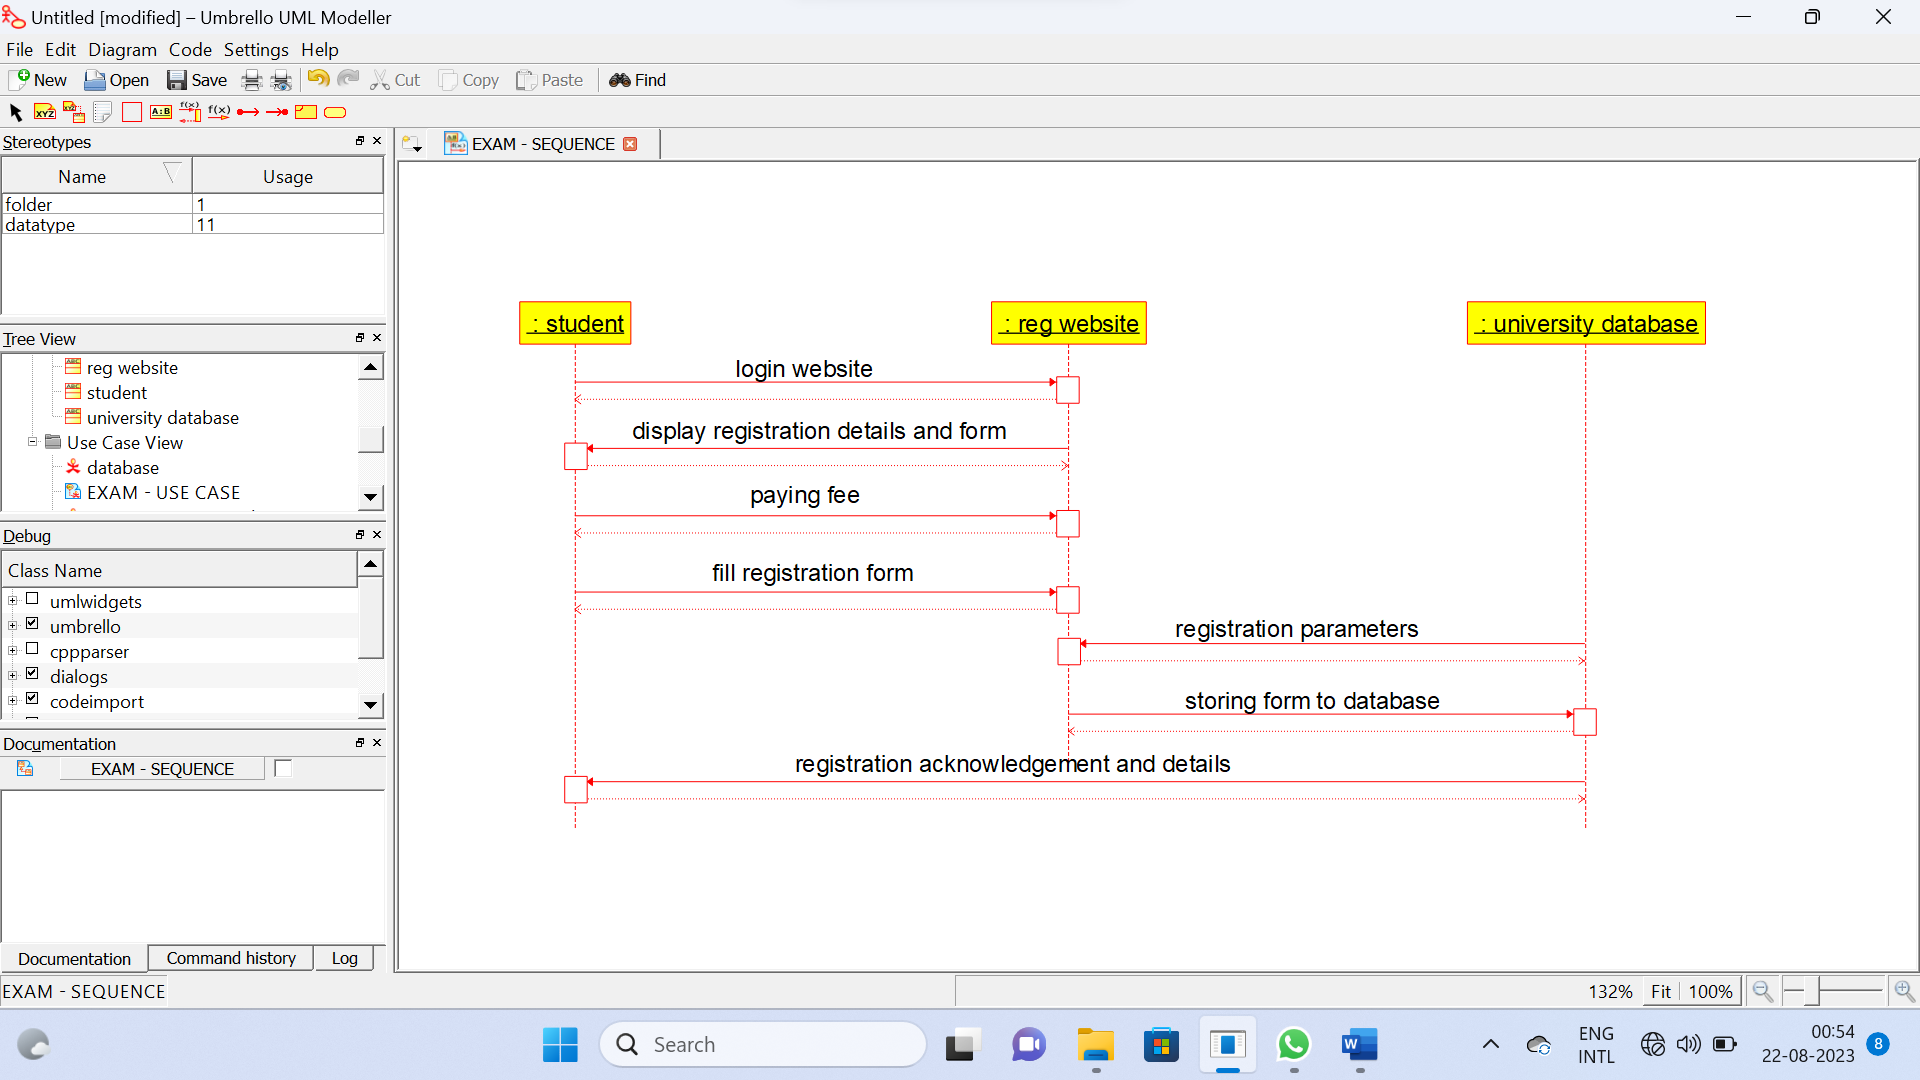 Untitled [modified] – Umbrello UML Modeller
File Edit Diagram Code Settings Help
New Open Save Cut Copy Paste Find
XYZ XYZ A:B f(x) f(x)
Stereotypes
Name Usage
folder 1
datatype 11
Tree View
reg website
student
university database
Use Case View
database
EXAM - USE CASE
Debug
Class Name
umlwidgets
umbrello
cppparser
dialogs
codeimport
Documentation
EXAM - SEQUENCE
Documentation Command history Log
EXAM - SEQUENCE
EXAM - SEQUENCE
: student : reg website : university database
login website
display registration details and form
paying fee
fill registration form
registration parameters
storing form to database
registration acknowledgement and details
132% Fit 100%
Search
ENG
INTL
00:54
22-08-2023
8